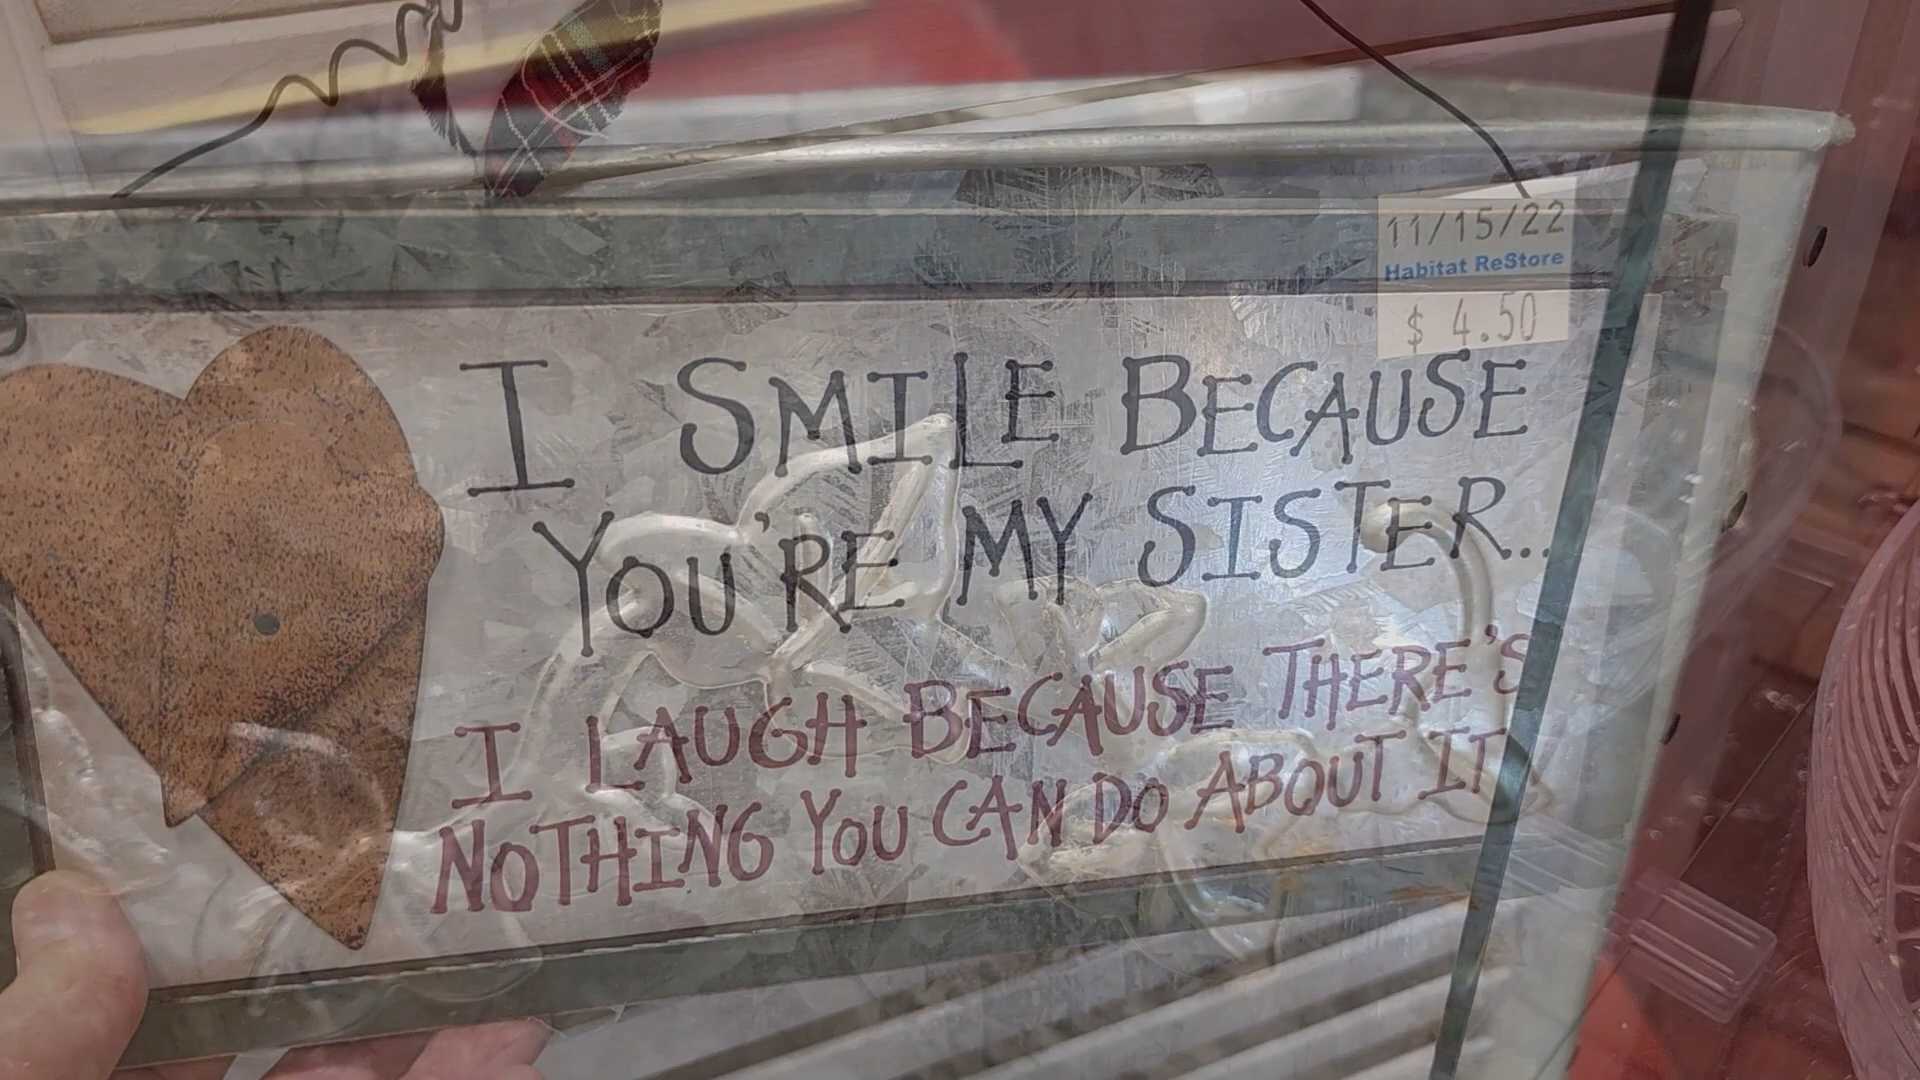 11/15/22
Habitat ReStore
$ 4.50
I SMILE BECAUSE
YOU'RE MY SISTER...
I LAUGH BECAUSE THERE'S
NOTHING YOU CAN DO ABOUT IT!